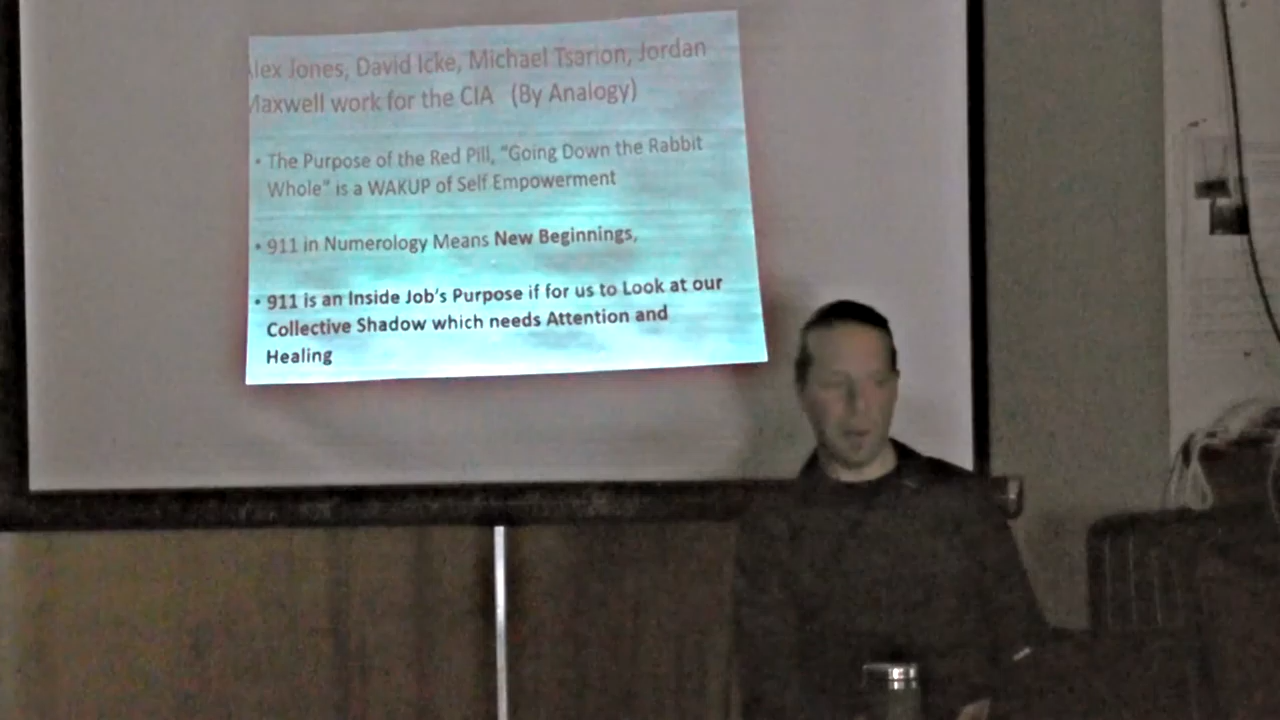 Alex Jones, David Icke, Michael Tsarion, Jordan
Maxwell work for the CIA (By Analogy)
• The Purpose of the Red Pill, “Going Down the Rabbit
Whole” is a WAKUP of Self Empowerment
• 911 in Numerology Means New Beginnings,
• 911 is an Inside Job’s Purpose if for us to Look at our
Collective Shadow which needs Attention and
Healing